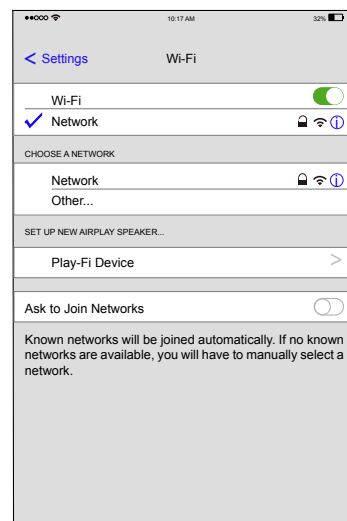 10:17 AM 32%
< Settings Wi-Fi
Wi-Fi
Network
CHOOSE A NETWORK
Network
Other...
SET UP NEW AIRPLAY SPEAKER...
Play-Fi Device >
Ask to Join Networks
Known networks will be joined automatically. If no known
networks are available, you will have to manually select a
network.